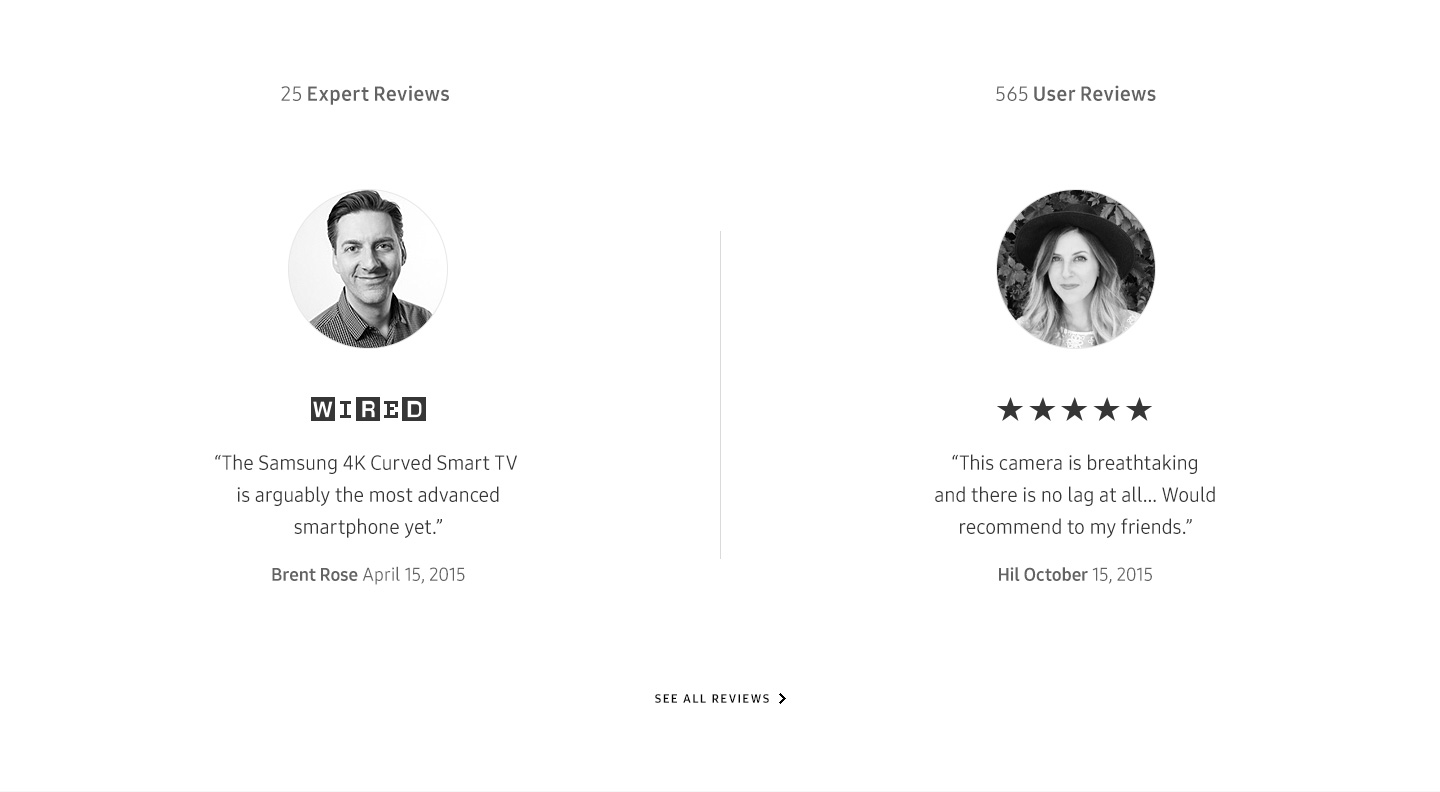 25 Expert Reviews
WIRED
“The Samsung 4K Curved Smart TV
is arguably the most advanced
smartphone yet.”
Brent Rose April 15, 2015
565 User Reviews
“This camera is breathtaking
and there is no lag at all... Would
recommend to my friends.”
Hil October 15, 2015
SEE ALL REVIEWS